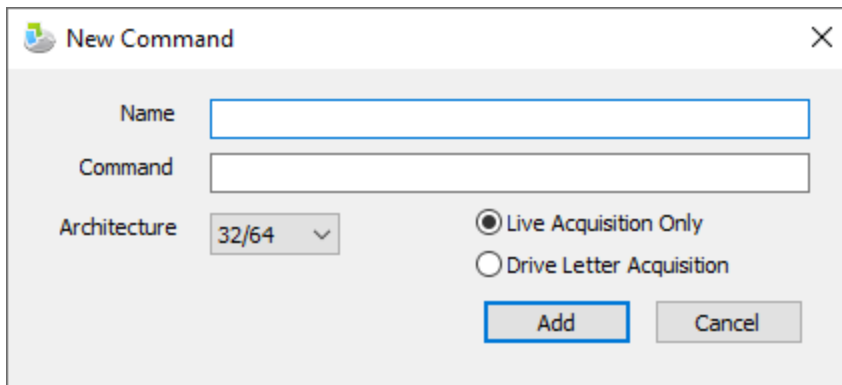 New Command
Name
Command
Architecture
32/64
Live Acquisition Only
Drive Letter Acquisition
Add
Cancel